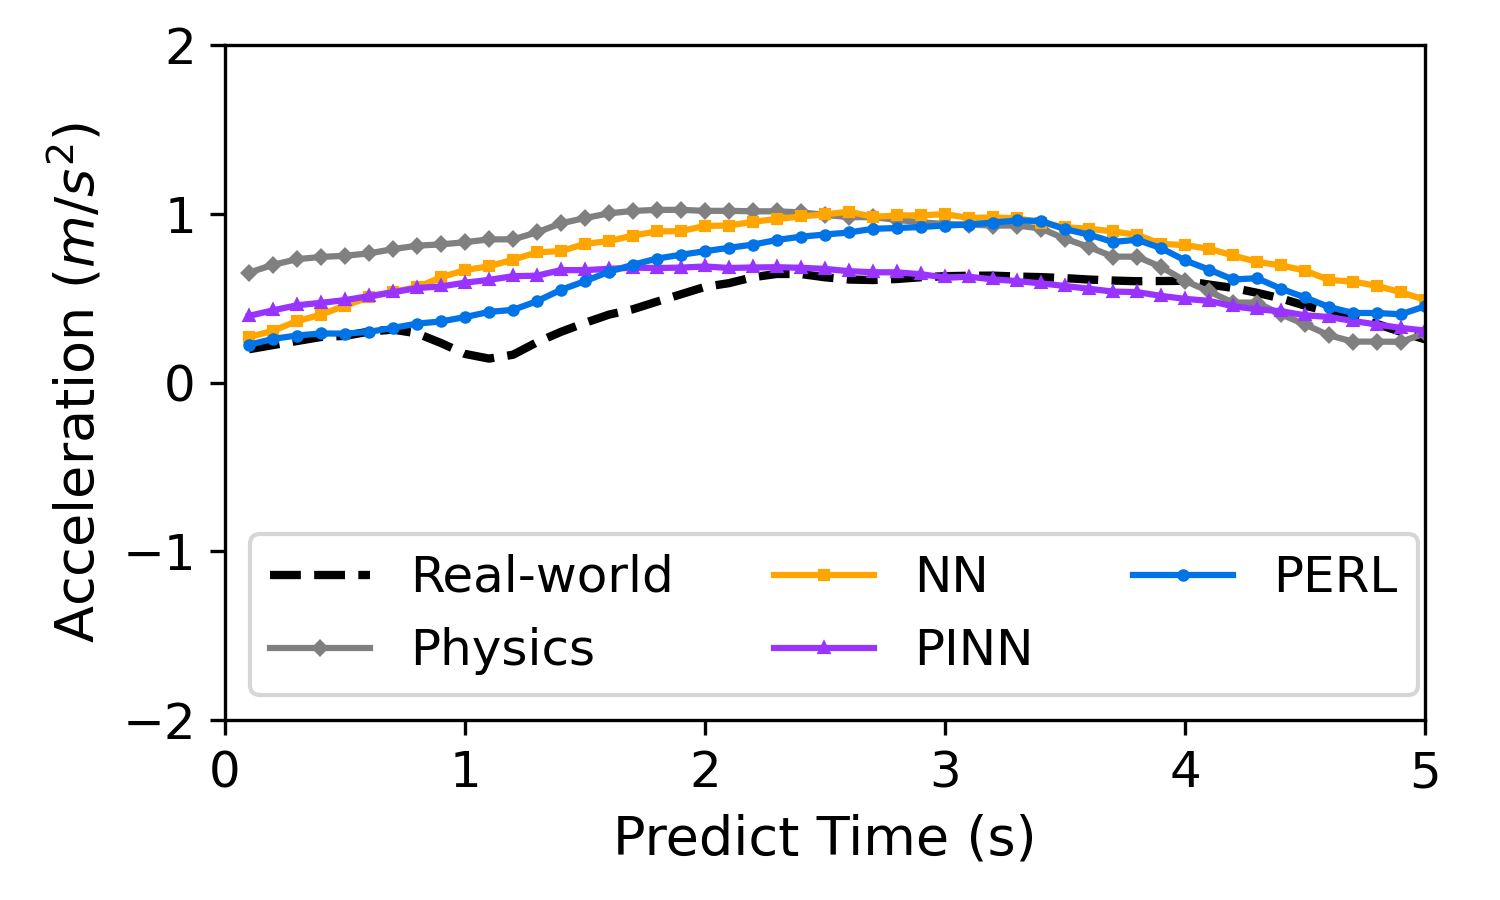 2
1
0
−1
−2
Acceleration (m/s²)
Real-world
NN
PERL
Physics
PINN
0 1 2 3 4 5
Predict Time (s)